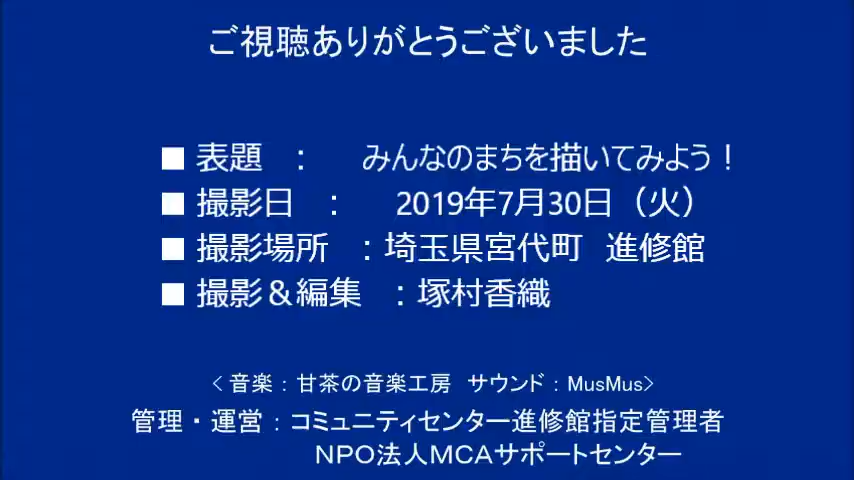 ご視聴ありがとうございました
■ 表題　：　みんなのまちを描いてみよう！
■ 撮影日　：　2019年7月30日（火）
■ 撮影場所　：埼玉県宮代町　進修館
■ 撮影＆編集　：塚村香織
<音楽：甘茶の音楽工房　サウンド：MusMus>
管理・運営：コミュニティセンター進修館指定管理者
NPO法人MCAサポートセンター